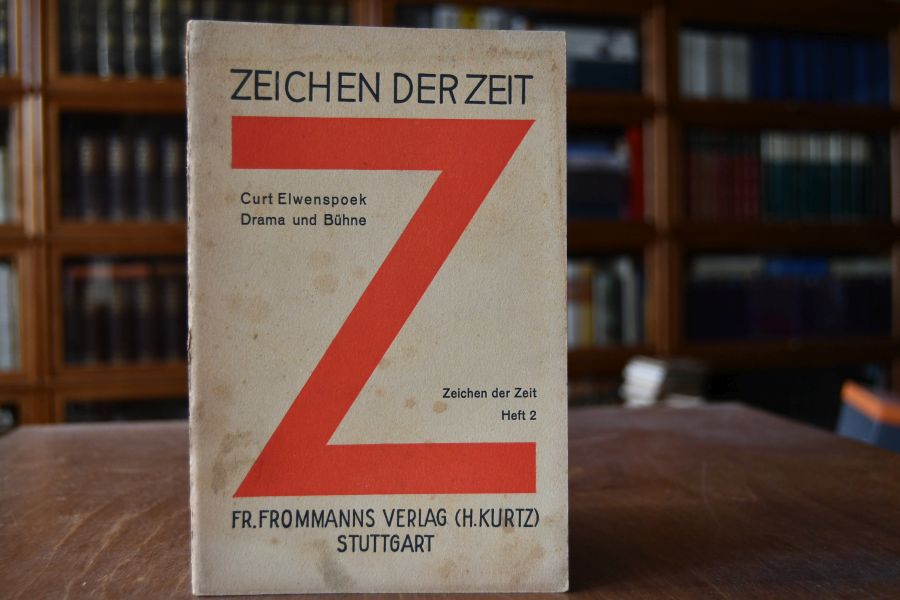 ZEICHEN DER ZEIT
Z
Curt Elwenspoek
Drama und Bühne
Zeichen der Zeit
Heft 2
FR. FROMMANNS VERLAG (H. KURTZ)
STUTTGART